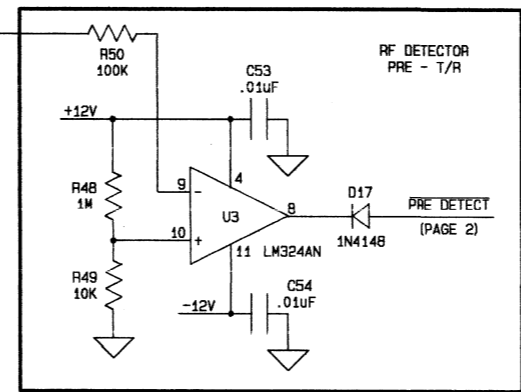 R50
100K
RF DETECTOR
PRE - T/R
C53
.01uF
+12V
R48
1M
4
9
-
D17
U3
8
PRE DETECT
10
+
(PAGE 2)
11
LM324AN
1N4148
R49
10K
C54
.01uF
-12V